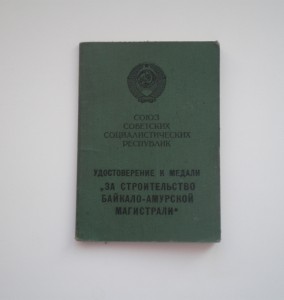 СОЮЗ
СОВЕТСКИХ
СОЦИАЛИСТИЧЕСКИХ
РЕСПУБЛИК
УДОСТОВЕРЕНИЕ К МЕДАЛИ
„ЗА СТРОИТЕЛЬСТВО
БАЙКАЛО-АМУРСКОЙ
МАГИСТРАЛИ“